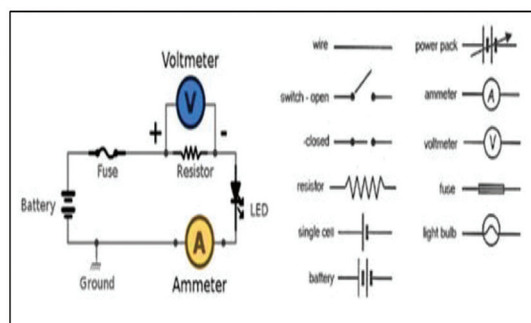 Voltmeter
V
+ -
Fuse
Resistor
Battery
LED
A
Ground
Ammeter
wire
switch - open
-closed
resistor
single cell
battery
power pack
ammeter
A
voltmeter
V
fuse
light bulb